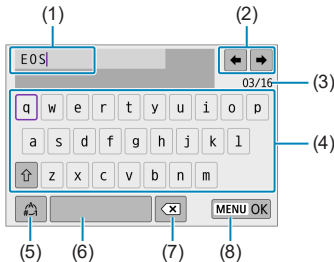 (1) (2)
EOS
03/16 (3)
q w e r t y u i o p
a s d f g h j k l (4)
z x c v b n m
MENU OK
(5) (6) (7) (8)